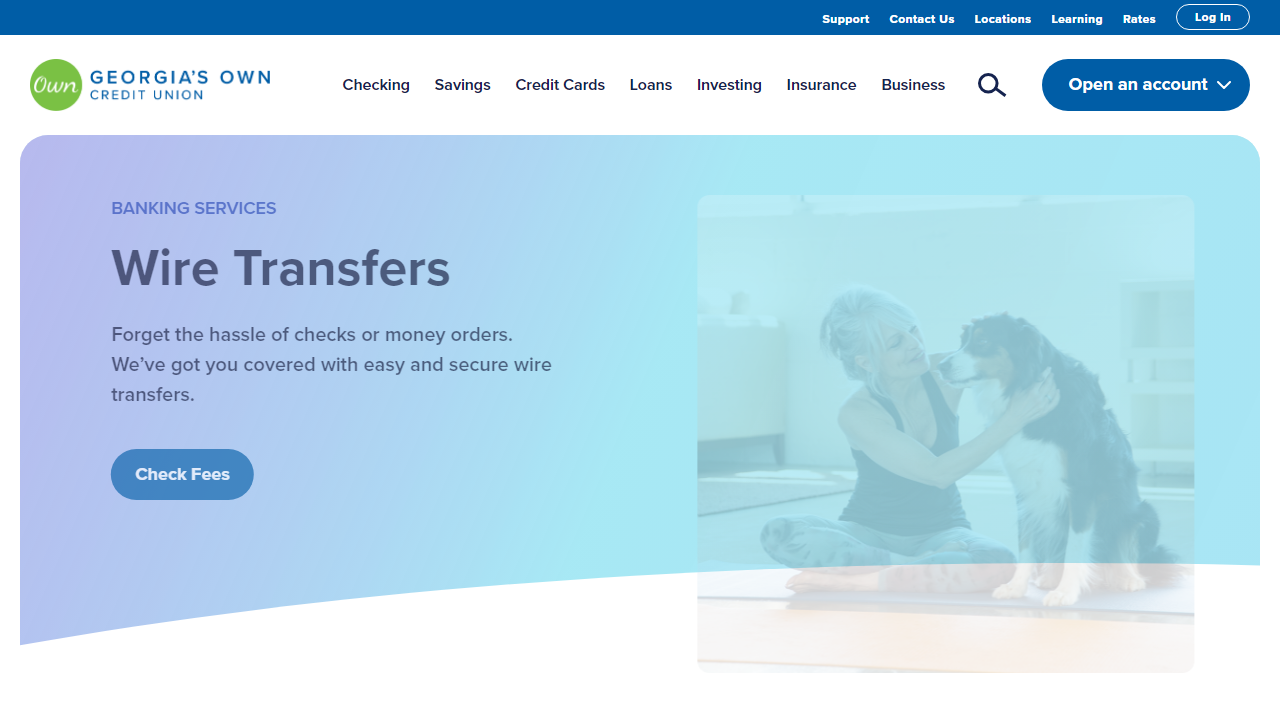 Support Contact Us Locations Learning Rates Log In
Own GEORGIA'S OWN
CREDIT UNION
Checking Savings Credit Cards Loans Investing Insurance Business Open an account
BANKING SERVICES
Wire Transfers
Forget the hassle of checks or money orders.
We’ve got you covered with easy and secure wire
transfers.
Check Fees